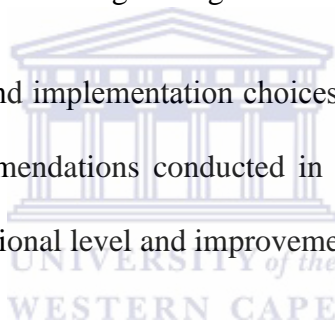 nd implementation choices
mendations conducted in
ional level and improveme
UNIVERSITY of the
WESTERN CAPE